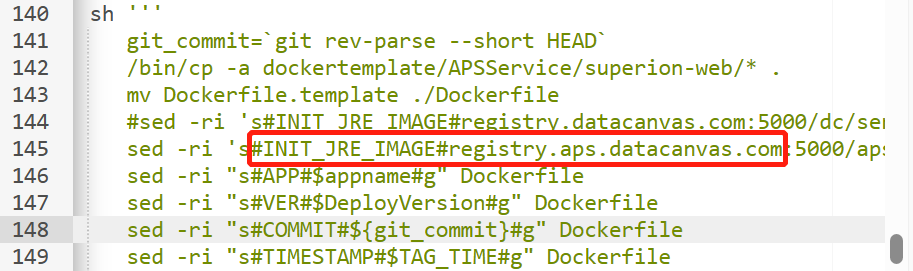 140 sh '''
141 git_commit=`git rev-parse --short HEAD`
142 /bin/cp -a dockertemplate/APSService/superion-web/* .
143 mv Dockerfile.template ./Dockerfile
144 #sed -ri 's#INIT_JRE_IMAGE#registry.datacanvas.com:5000/dc/ser
145 sed -ri 's#INIT_JRE_IMAGE#registry.aps.datacanvas.com:5000/aps
146 sed -ri "s#APP#$appname#g" Dockerfile
147 sed -ri "s#VER#$DeployVersion#g" Dockerfile
148 sed -ri "s#COMMIT#${git_commit}#g" Dockerfile
149 sed -ri "s#TIMESTAMP#$TAG_TIME#g" Dockerfile